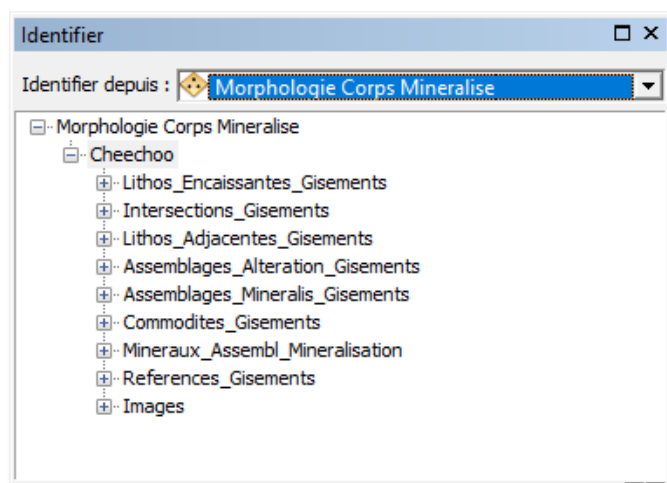 Identifier
Identifier depuis : Morphologie Corps Mineralise
Morphologie Corps Mineralise
Cheechoo
Lithos_Encaissantes_Gisements
Intersections_Gisements
Lithos_Adjacentes_Gisements
Assemblages_Alteration_Gisements
Assemblages_Mineralis_Gisements
Commodites_Gisements
Mineraux_Assembl_Mineralisation
References_Gisements
Images